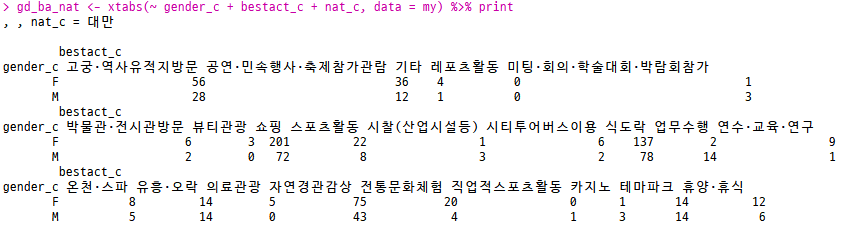 > gd_ba_nat <- xtabs(~ gender_c + bestact_c + nat_c, data = my) %>% print
, , nat_c = 대만
bestact_c
gender_c 고궁·역사유적지방문 공연·민속행사·축제참가관람 기타 레포츠활동 미팅·회의·학술대회·박람회참가
F 56 36 4 0 1
M 28 12 1 0 3
bestact_c
gender_c 박물관·전시관방문 뷰티관광 쇼핑 스포츠활동 시찰(산업시설등) 시티투어버스이용 식도락 업무수행 연수·교육·연구
F 6 3 201 22 1 6 137 2 9
M 2 0 72 8 3 2 78 14 1
bestact_c
gender_c 온천·스파 유흥·오락 의료관광 자연경관감상 전통문화체험 직업적스포츠활동 카지노 테마파크 휴양·휴식
F 8 14 5 75 20 0 1 14 12
M 5 14 0 43 4 1 3 14 6